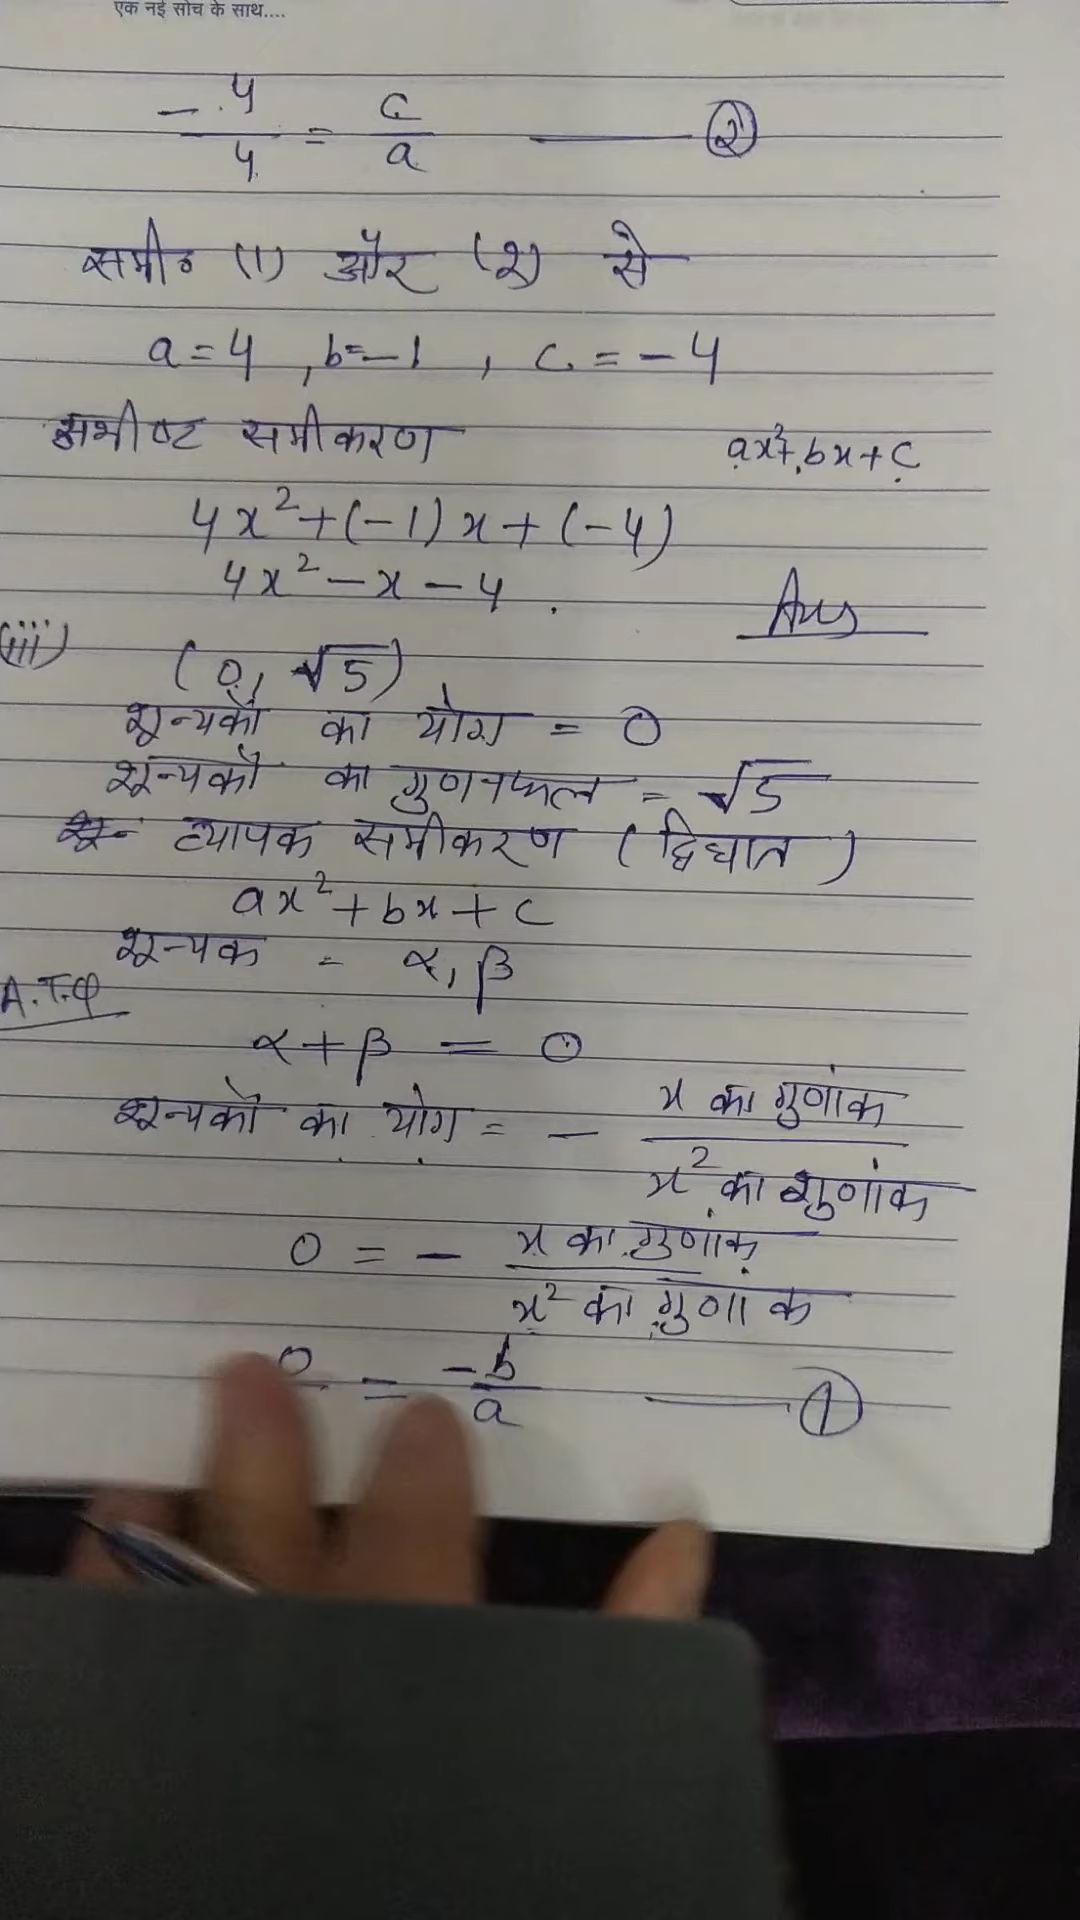 एक नई सोच के साथ....
- 4/4 = c/a ——— (2)
समी० (1) और (2) से
a = 4 , b = -1 , c = -4
अभीष्ट समीकरण ax² + bx + c
4x² + (-1) x + (-4)
4x² - x - 4 . Ans
(iii) (0, √5)
शून्यकों का योग = 0
शून्यकों का गुणनफल = √5
व्यापक समीकरण (द्विघात)
ax² + bx + c
शून्यक = α, β
A.T.Q
α + β = 0
शून्यकों का योग = - x का गुणांक / x² का गुणांक
0 = - x का गुणांक / x² का गुणांक
0 = -b/a ——— (1)